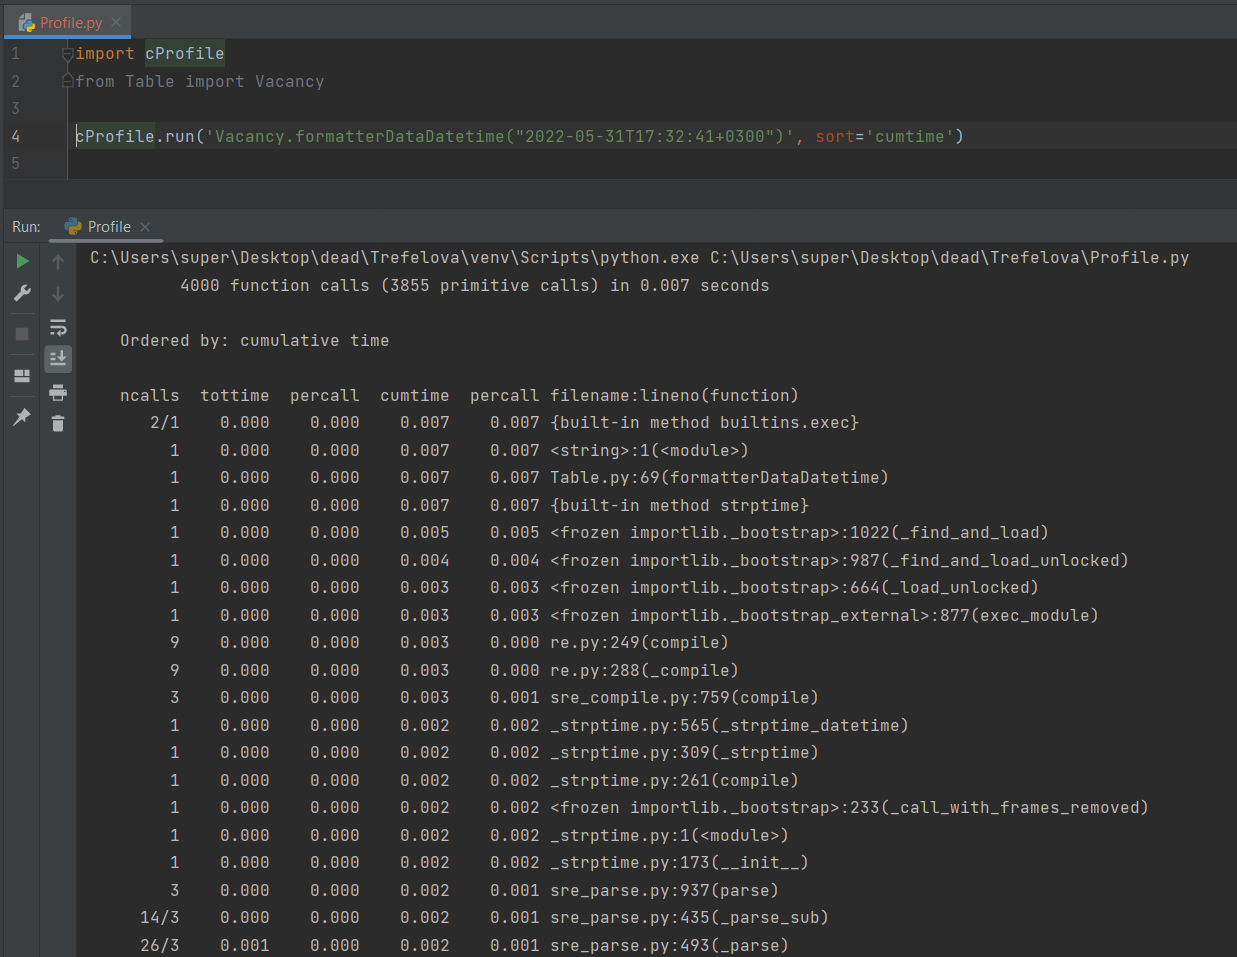 Profile.py
1 import cProfile
2 from Table import Vacancy
3
4 cProfile.run('Vacancy.formatterDataDatetime("2022-05-31T17:32:41+0300")', sort='cumtime')
5
Run: Profile
C:\Users\super\Desktop\dead\Trefelova\venv\Scripts\python.exe C:\Users\super\Desktop\dead\Trefelova\Profile.py
4000 function calls (3855 primitive calls) in 0.007 seconds
Ordered by: cumulative time
ncalls tottime percall cumtime percall filename:lineno(function)
2/1 0.000 0.000 0.007 0.007 {built-in method builtins.exec}
1 0.000 0.000 0.007 0.007 <string>:1(<module>)
1 0.000 0.000 0.007 0.007 Table.py:69(formatterDataDatetime)
1 0.000 0.000 0.007 0.007 {built-in method strptime}
1 0.000 0.000 0.005 0.005 <frozen importlib._bootstrap>:1022(_find_and_load)
1 0.000 0.000 0.004 0.004 <frozen importlib._bootstrap>:987(_find_and_load_unlocked)
1 0.000 0.000 0.003 0.003 <frozen importlib._bootstrap>:664(_load_unlocked)
1 0.000 0.000 0.003 0.003 <frozen importlib._bootstrap_external>:877(exec_module)
9 0.000 0.000 0.003 0.000 re.py:249(compile)
9 0.000 0.000 0.003 0.000 re.py:288(_compile)
3 0.000 0.000 0.003 0.001 sre_compile.py:759(compile)
1 0.000 0.000 0.002 0.002 _strptime.py:565(_strptime_datetime)
1 0.000 0.000 0.002 0.002 _strptime.py:309(_strptime)
1 0.000 0.000 0.002 0.002 _strptime.py:261(compile)
1 0.000 0.000 0.002 0.002 <frozen importlib._bootstrap>:233(_call_with_frames_removed)
1 0.000 0.000 0.002 0.002 _strptime.py:1(<module>)
1 0.000 0.000 0.002 0.002 _strptime.py:173(__init__)
3 0.000 0.000 0.002 0.001 sre_parse.py:937(parse)
14/3 0.000 0.000 0.002 0.001 sre_parse.py:435(_parse_sub)
26/3 0.001 0.000 0.002 0.001 sre_parse.py:493(_parse)